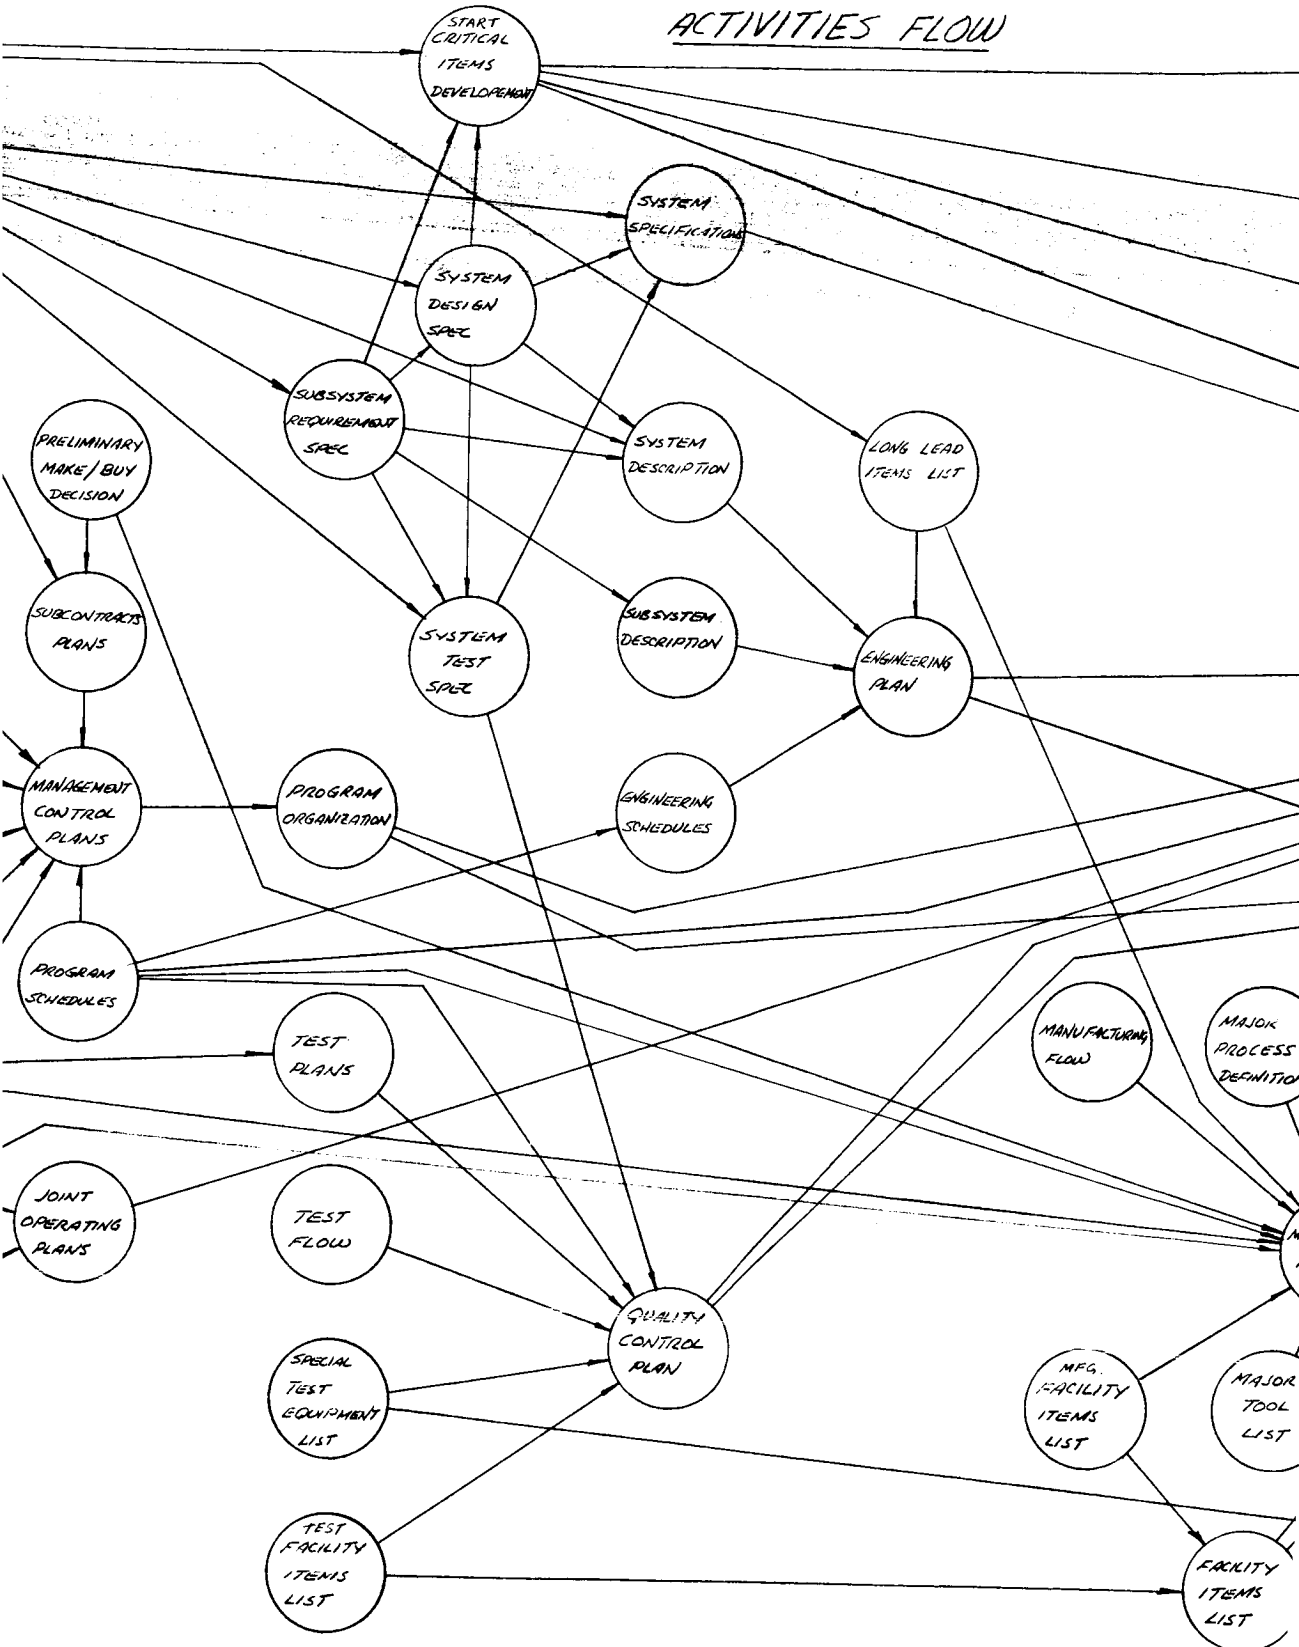 ACTIVITIES FLOW
START
CRITICAL
ITEMS
DEVELOPEMENT
SYSTEM
SPECIFICATIONS
SYSTEM
DESIGN
SPEC
SUBSYSTEM
REQUIREMENT
SPEC
PRELIMINARY
MAKE/BUY
DECISION
SYSTEM
DESCRIPTION
LONG LEAD
ITEMS LIST
SUBCONTRACTS
PLANS
SYSTEM
TEST
SPEC
SUBSYSTEM
DESCRIPTION
ENGINEERING
PLAN
MANAGEMENT
CONTROL
PLANS
PROGRAM
ORGANIZATION
ENGINEERING
SCHEDULES
PROGRAM
SCHEDULES
TEST
PLANS
MANUFACTURING
FLOW
MAJOR
PROCESS
DEFINITIO
JOINT
OPERATING
PLANS
TEST
FLOW
M
QUALITY
CONTROL
PLAN
SPECIAL
TEST
EQUIPMENT
LIST
MFG.
FACILITY
ITEMS
LIST
MAJOR
TOOL
LIST
TEST
FACILITY
ITEMS
LIST
FACILITY
ITEMS
LIST